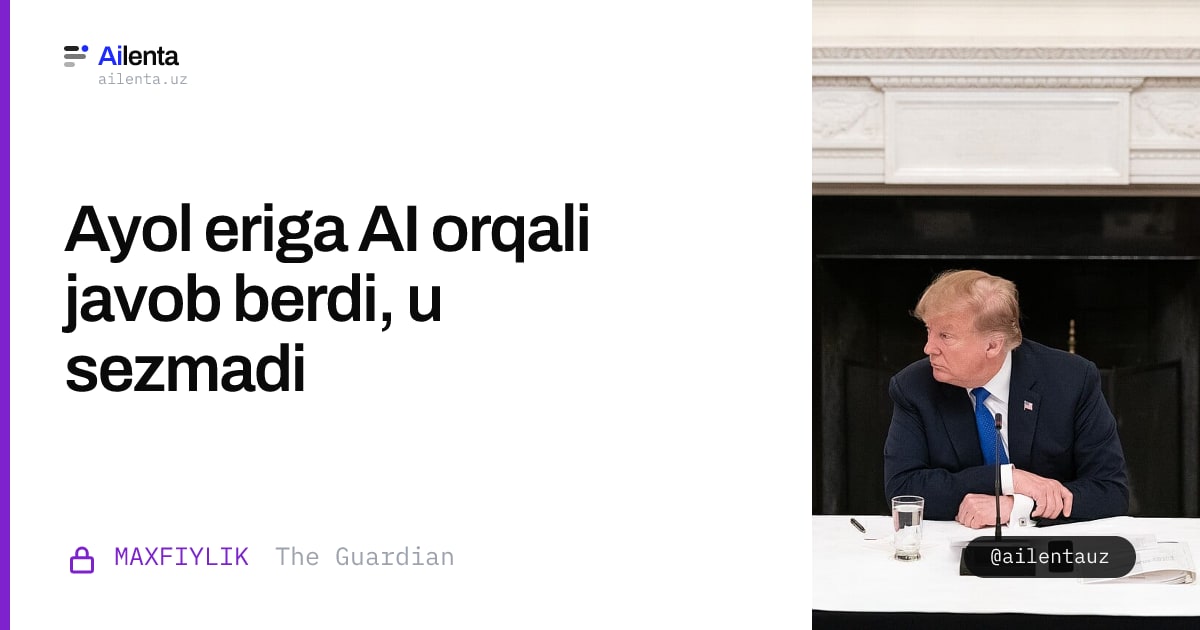 Ailenta
ailenta.uz
Ayol eriga AI orqali
javob berdi, u
sezmadi
MAXFIYLIK The Guardian
@ailentauz